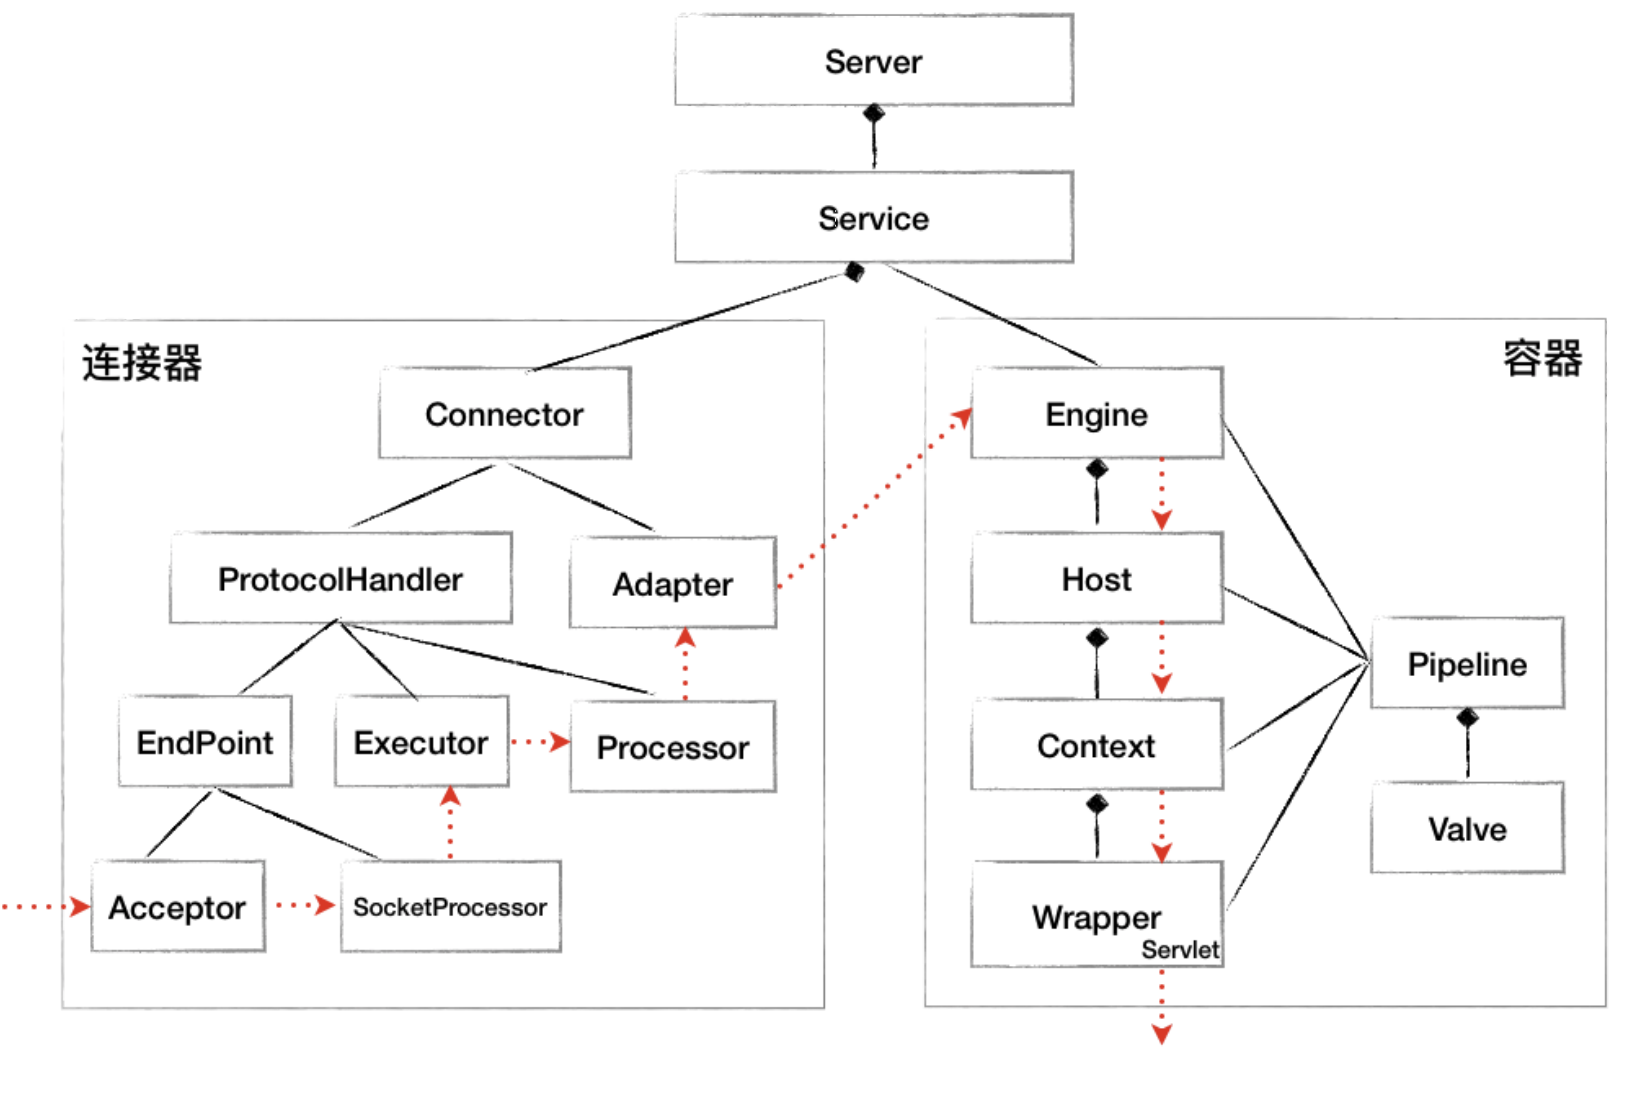 Server
Service
连接器
容器
Connector
Engine
ProtocolHandler
Adapter
Host
EndPoint
Executor
Processor
Context
Pipeline
Valve
Acceptor
SocketProcessor
Wrapper
Servlet